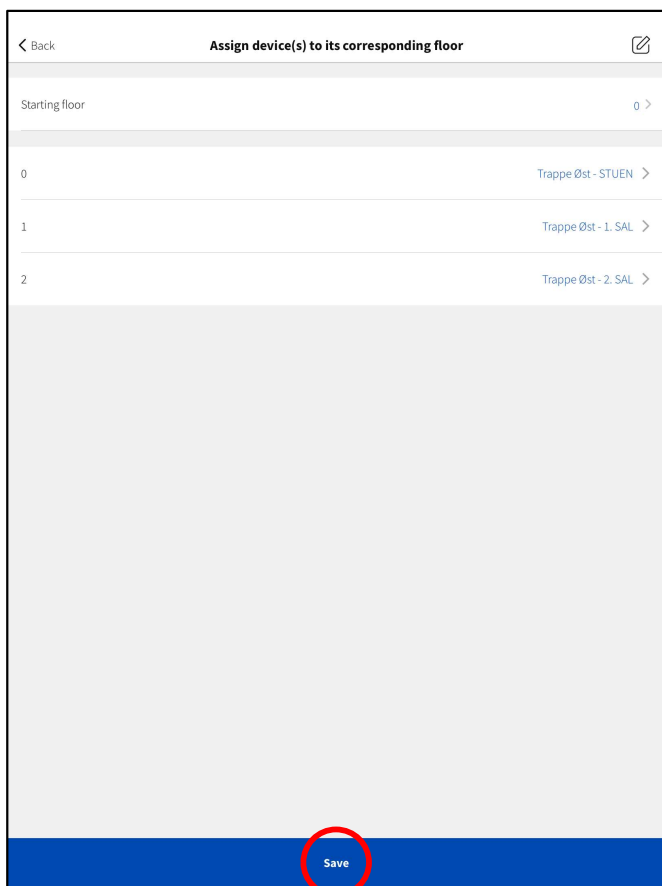 Back
Assign device(s) to its corresponding floor
Starting floor 0
0 Trappe Øst - STUEN
1 Trappe Øst - 1. SAL
2 Trappe Øst - 2. SAL
Save